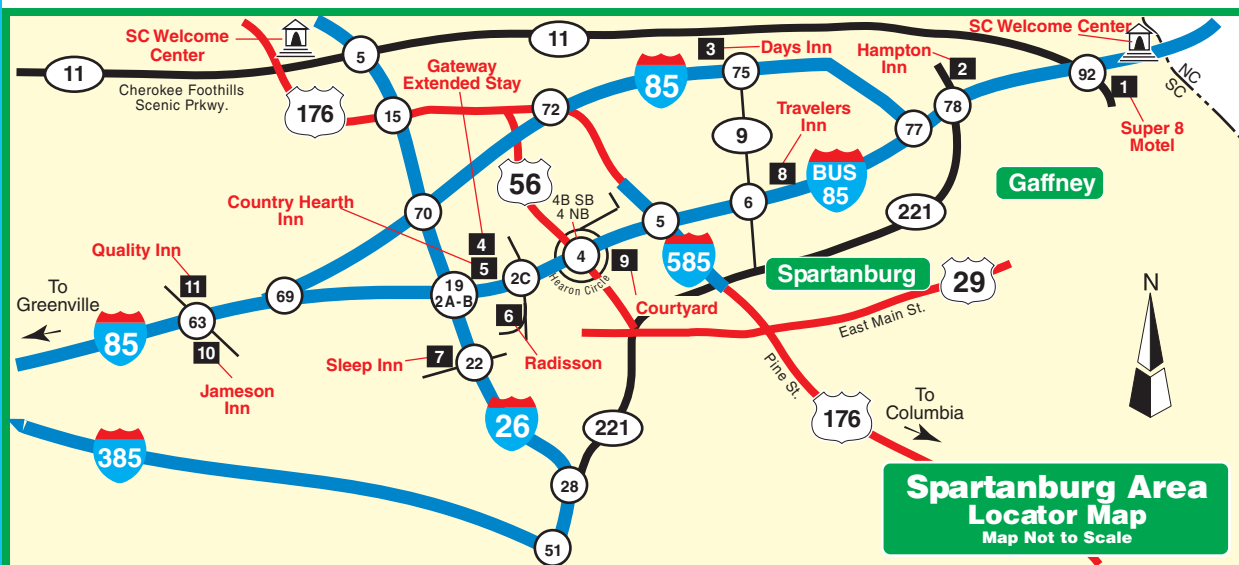 SC Welcome
Center
5
11
11
Cherokee Foothills
Scenic Prkwy.
176
15
Gateway
Extended Stay
72
85
3
Days Inn
75
9
Hampton
Inn
2
78
77
SC Welcome Center
92
1
Super 8
Motel
NC
SC
Travelers
Inn
8
BUS
85
6
221
Gaffney
56
4B SB
4 NB
4
Hearon Circle
5
585
Spartanburg
29
East Main St.
Country Hearth
Inn
70
4
5
2C
19
2A-B
9
Courtyard
6
Radisson
Quality Inn
11
63
10
Jameson
Inn
69
To
Greenville
85
Sleep Inn
7
22
26
221
28
51
385
Pine St.
176
To
Columbia
N
Spartanburg Area
Locator Map
Map Not to Scale